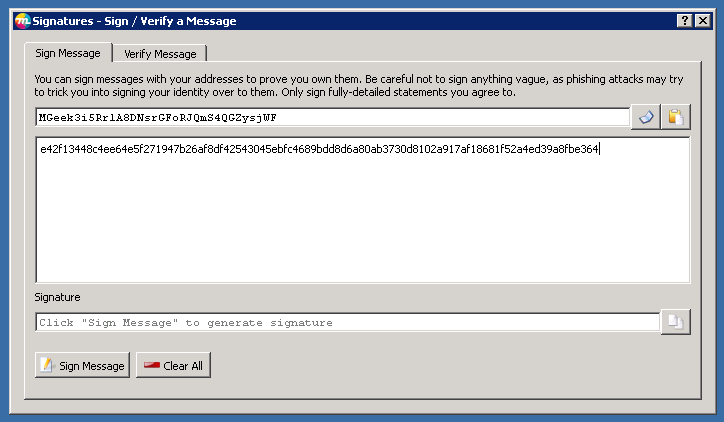 Signatures - Sign / Verify a Message
Sign Message
Verify Message
You can sign messages with your addresses to prove you own them. Be careful not to sign anything vague, as phishing attacks may try
to trick you into signing your identity over to them. Only sign fully-detailed statements you agree to.
MGeek3i5Rr1A8DNsrGFoRJQmS4QGZysjWF
e42f13448c4ee64e5f271947b26af8df42543045ebfc4689bdd8d6a80ab3730d8102a917af18681f52a4ed39a8fbe364
Signature
Click "Sign Message" to generate signature
Sign Message
Clear All